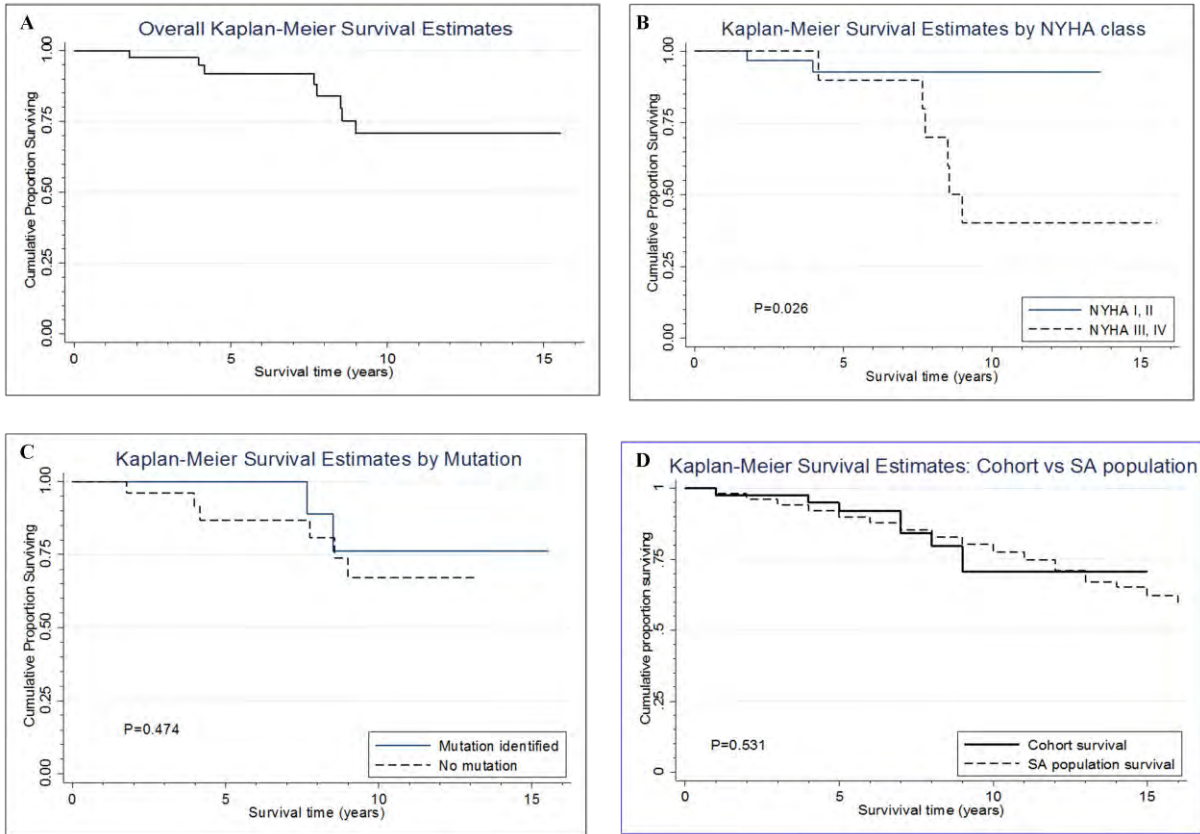 A
Overall Kaplan-Meier Survival Estimates
Cumulative Proportion Surviving
1.00
0.75
0.50
0.25
0.00
0 5 10 15
Survival time (years)
B
Kaplan-Meier Survival Estimates by NYHA class
Cumulative Proportion Surviving
1.00
0.75
0.50
0.25
0.00
P=0.026
NYHA I, II
NYHA III, IV
0 5 10 15
Survival time (years)
C
Kaplan-Meier Survival Estimates by Mutation
Cumulative Proportion Surviving
1.00
0.75
0.50
0.25
0.00
P=0.474
Mutation identified
No mutation
0 5 10 15
Survival time (years)
D
Kaplan-Meier Survival Estimates: Cohort vs SA population
Cumulative proportion surviving
1
.75
.5
.25
0
P=0.531
Cohort survival
SA population survival
0 5 10 15
Survival time (years)